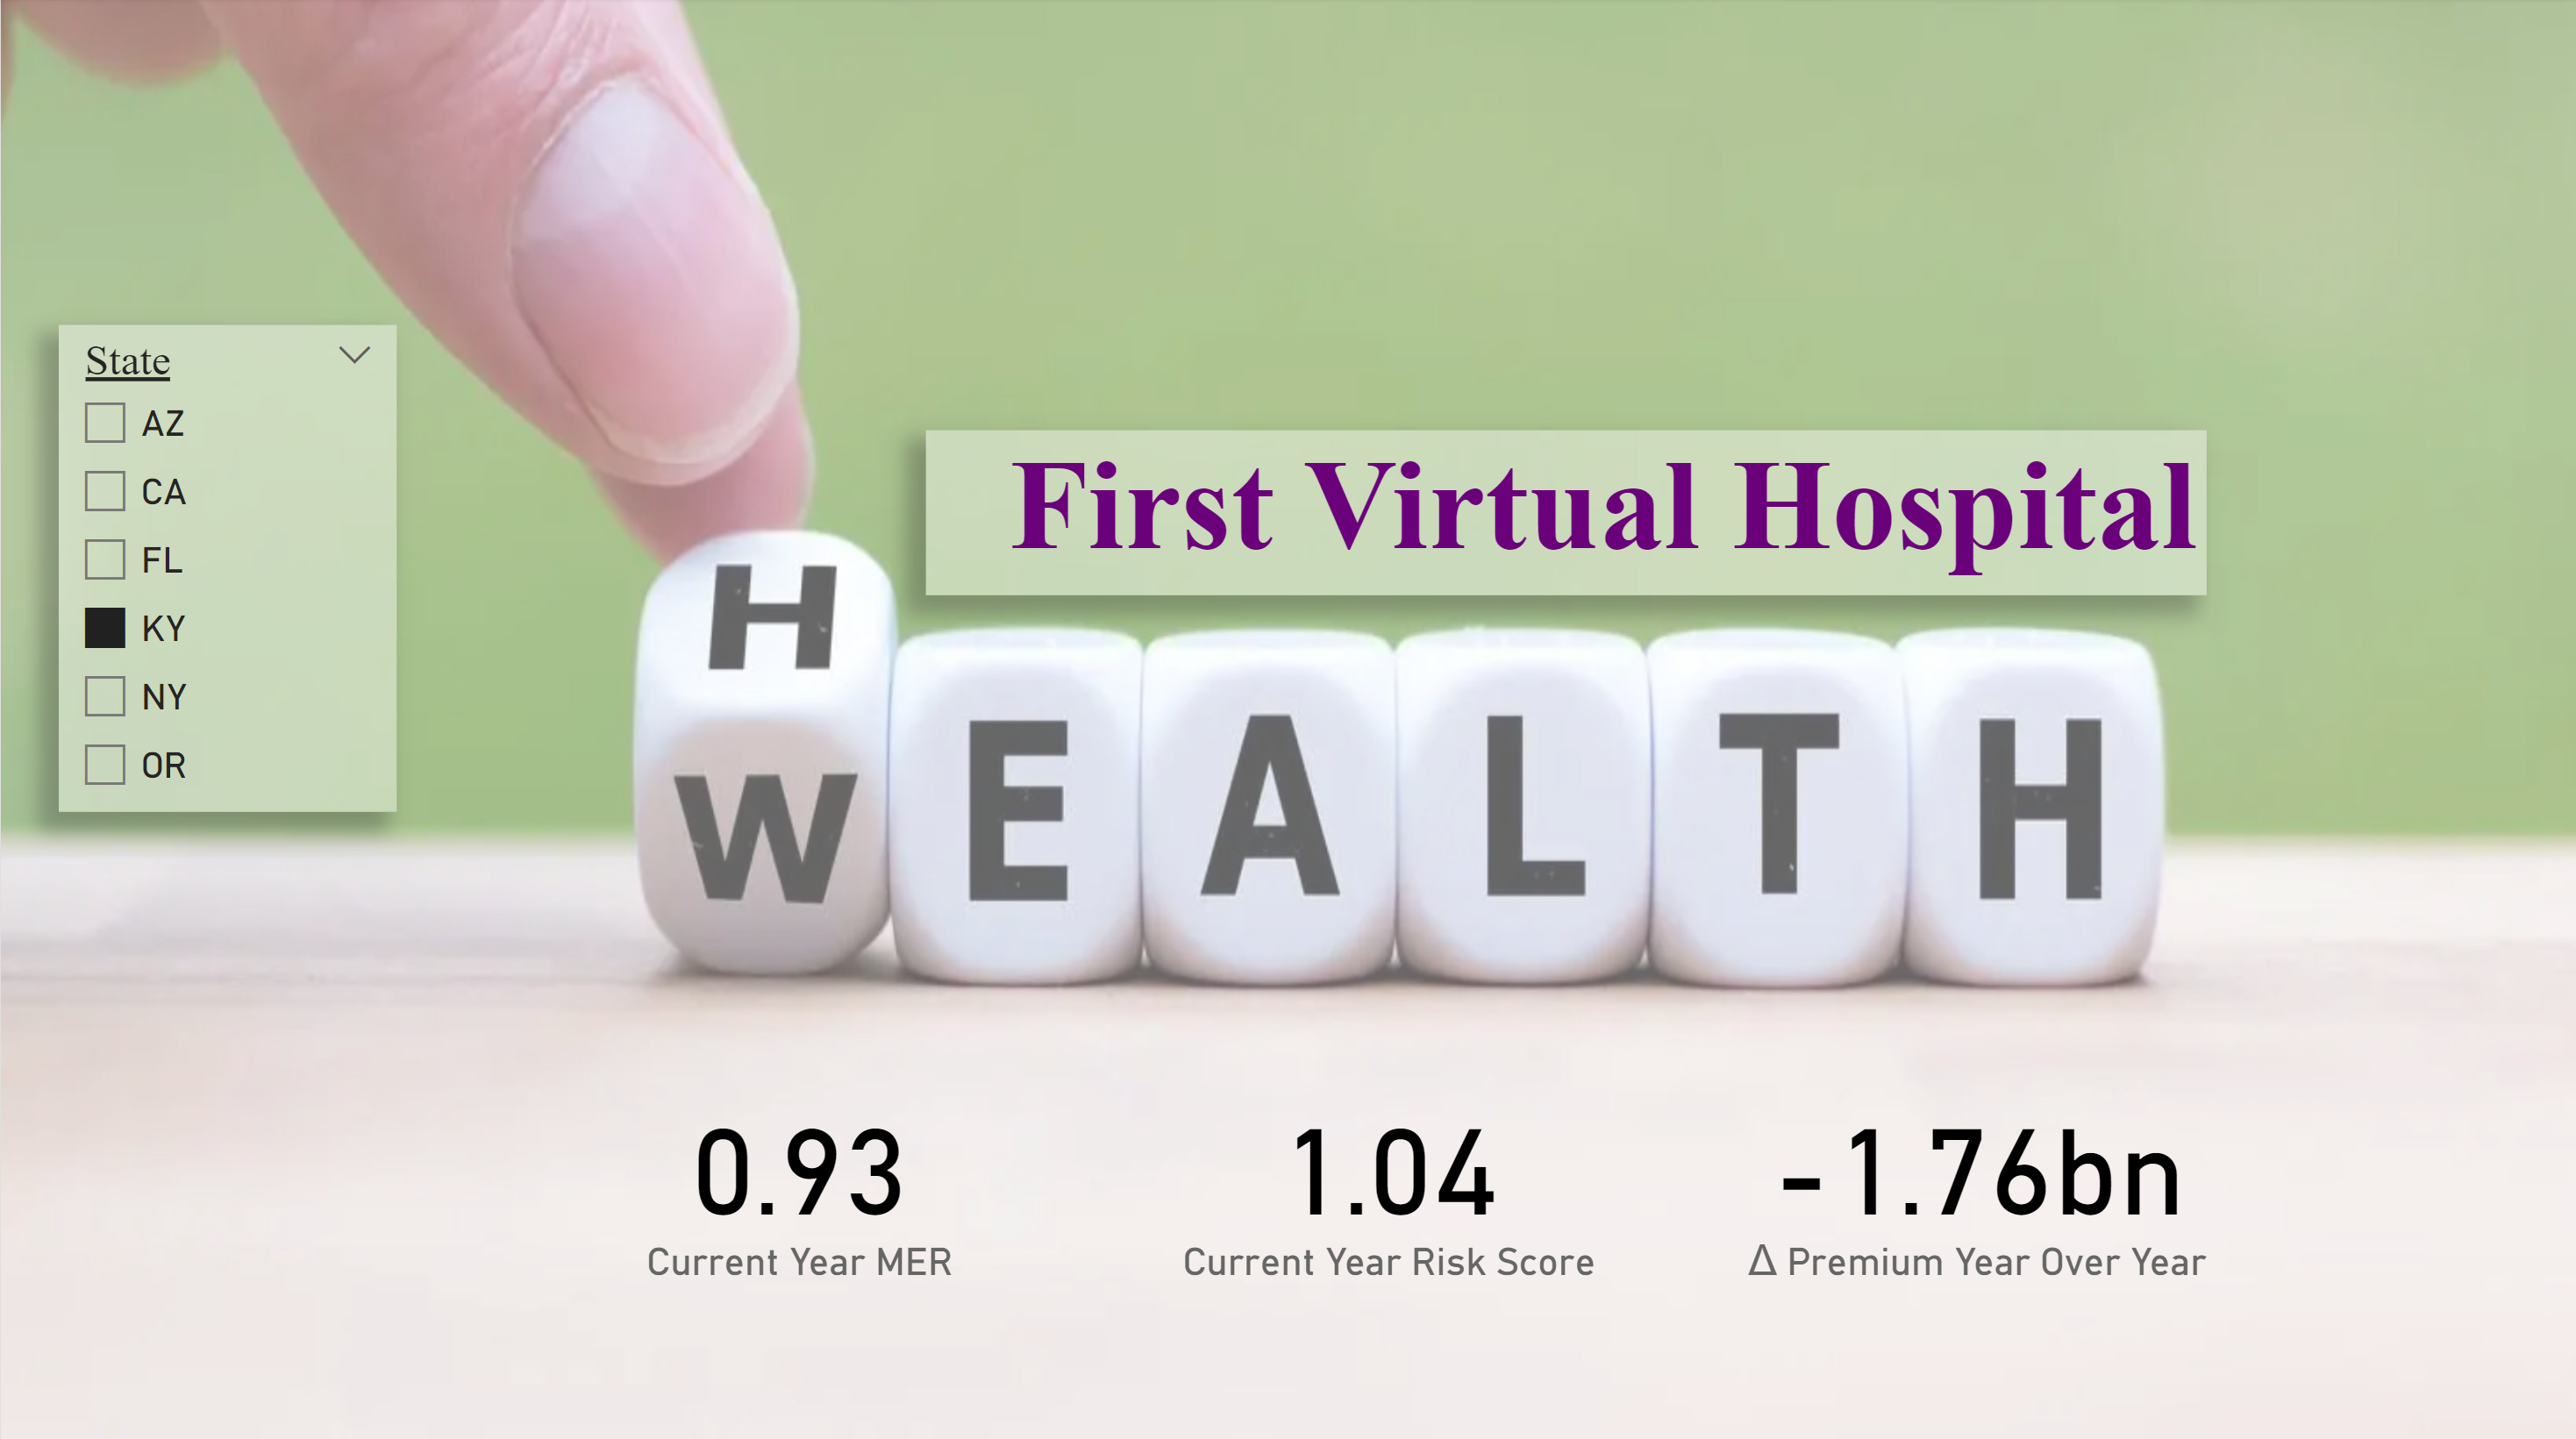 State
AZ
CA
FL
KY
NY
OR
First Virtual Hospital
H
WEALTH
0.93
Current Year MER
1.04
Current Year Risk Score
-1.76bn
Δ Premium Year Over Year